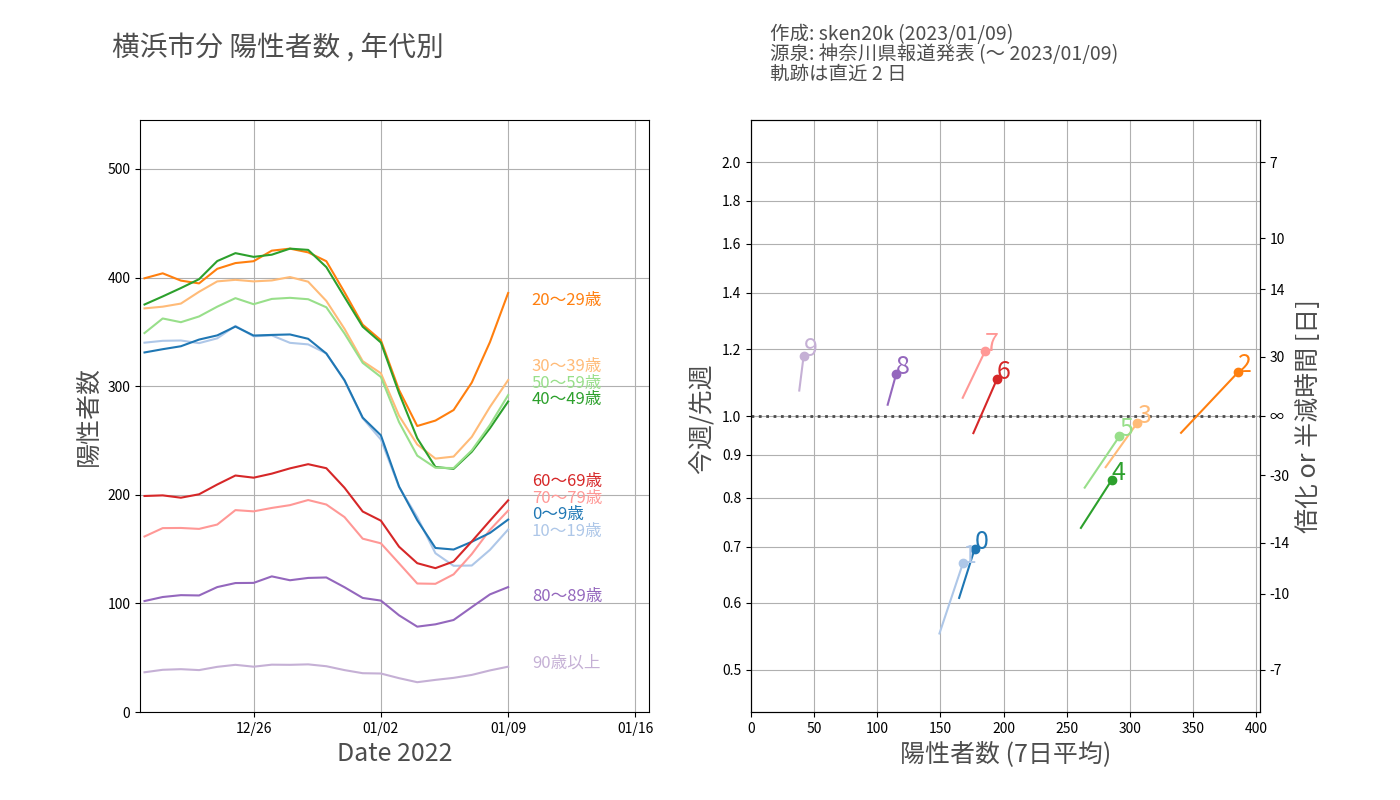 横浜市分 陽性者数 , 年代別
作成: sken20k (2023/01/09)
源泉: 神奈川県報道発表 (～ 2023/01/09)
軌跡は直近 2 日
陽性者数
500
400
300
200
100
0
12/26
01/02
01/09
01/16
Date 2022
20～29歳
30～39歳
50～59歳
40～49歳
60～69歳
70～79歳
0～9歳
10～19歳
80～89歳
90歳以上
今週/先週
2.0
1.8
1.6
1.4
1.2
1.0
0.9
0.8
0.7
0.6
0.5
9
8
7
6
2
3
5
4
0
1
0
50
100
150
200
250
300
350
400
陽性者数 (7日平均)
7
10
14
30
∞
-30
-14
-10
-7
倍化 or 半減時間 [日]